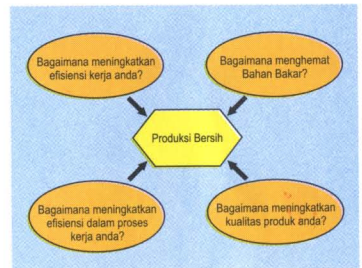 Bagaimana meningkatkan
efisiensi kerja anda?
Bagaimana menghemat
Bahan Bakar?
Produksi Bersih
Bagaimana meningkatkan
efisiensi dalam proses
kerja anda?
Bagaimana meningkatkan
kualitas produk anda?